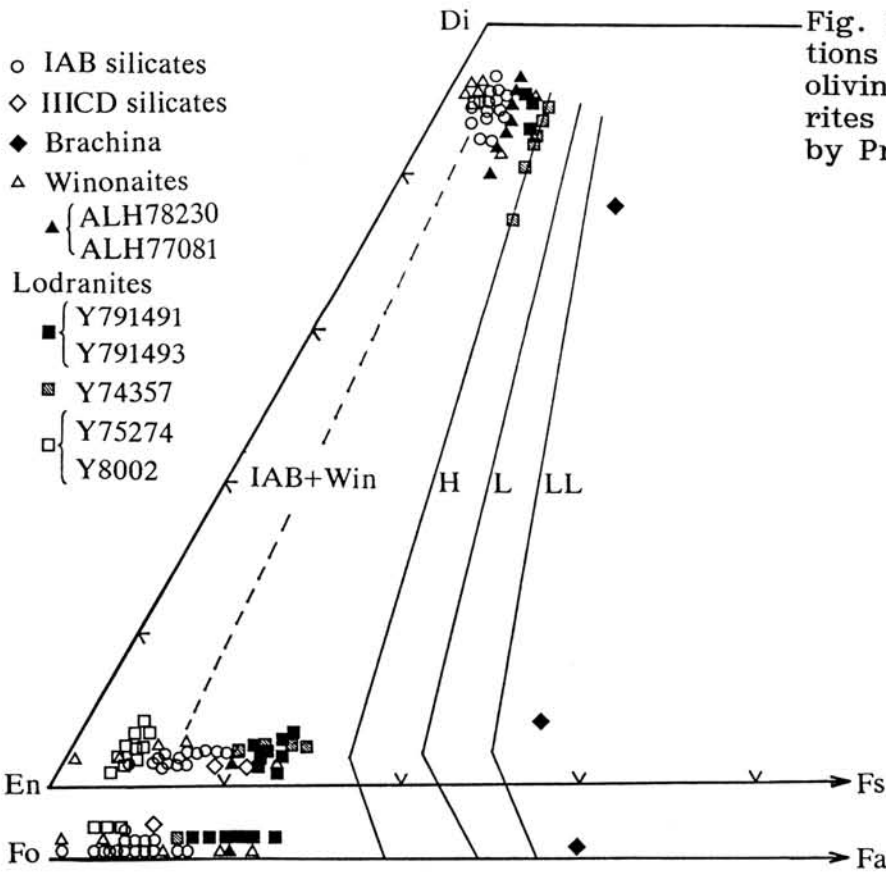 Di
Fig.
tions
olivin
rites
by Pr
○ IAB silicates
◇ IIICD silicates
◆ Brachina
△ Winonaites
▲ { ALH78230
ALH77081
Lodranites
■ { Y791491
Y791493
▩ Y74357
□ { Y75274
Y8002
IAB+Win
H
L
LL
En
Fs
Fo
Fa